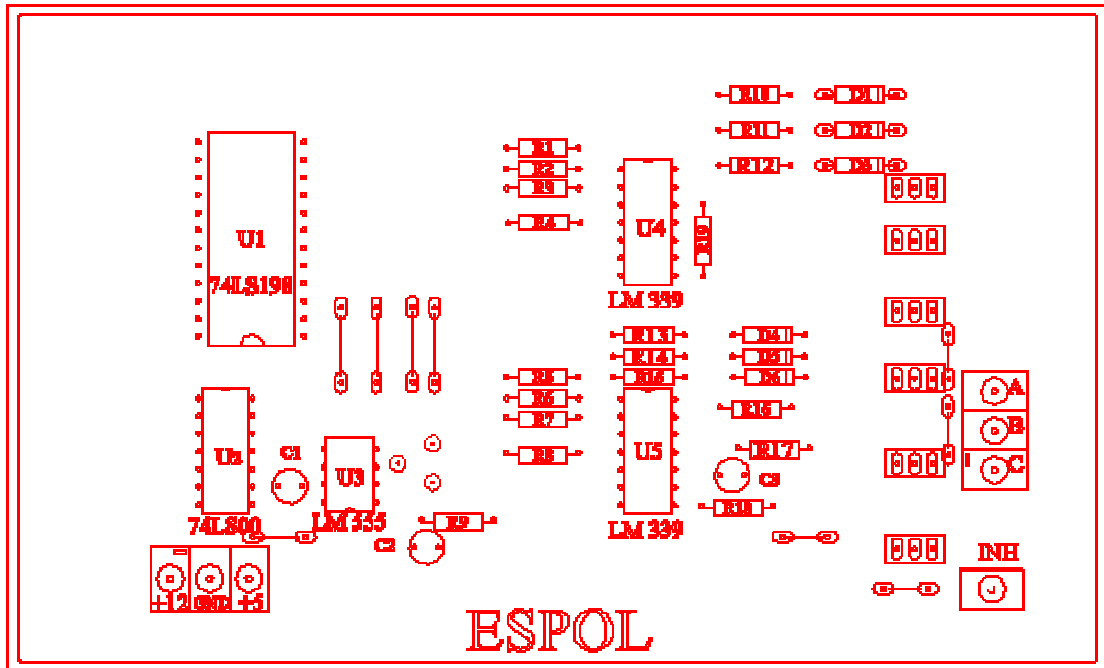 R10 D1
R11 D2
R1
R2
R12 D3
R3
R4
U1
U4
R19
74LS198
LM 339
R13 D4
R14 D5
R15 D6
R5
R6
R7
R16
A
B
C
U2
C1
U3
R8
U5
R17
C3
R18
74LS00
LM 555
R9
C2
LM 339
INH
+12 GND +5
ESPOL